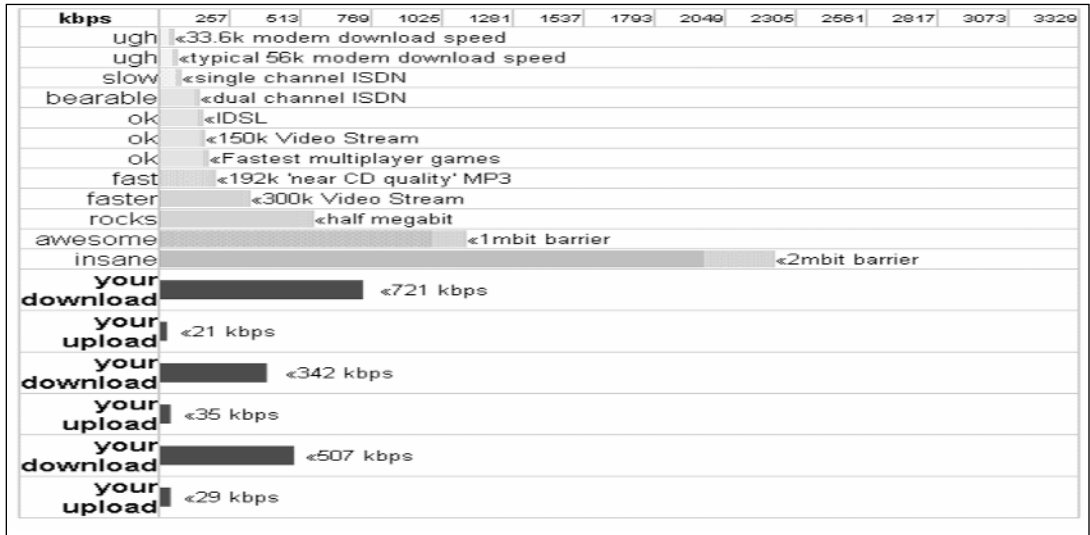 kbps 257 513 769 1025 1281 1537 1793 2049 2305 2561 2817 3073 3329
ugh «33.6k modem download speed
ugh «typical 56k modem download speed
slow «single channel ISDN
bearable «dual channel ISDN
ok «IDSL
ok «150k Video Stream
ok «Fastest multiplayer games
fast «192k 'near CD quality' MP3
faster «300k Video Stream
rocks «half megabit
awesome «1mbit barrier
insane «2mbit barrier
your
download «721 kbps
your
upload «21 kbps
your
download «342 kbps
your
upload «35 kbps
your
download «507 kbps
your
upload «29 kbps